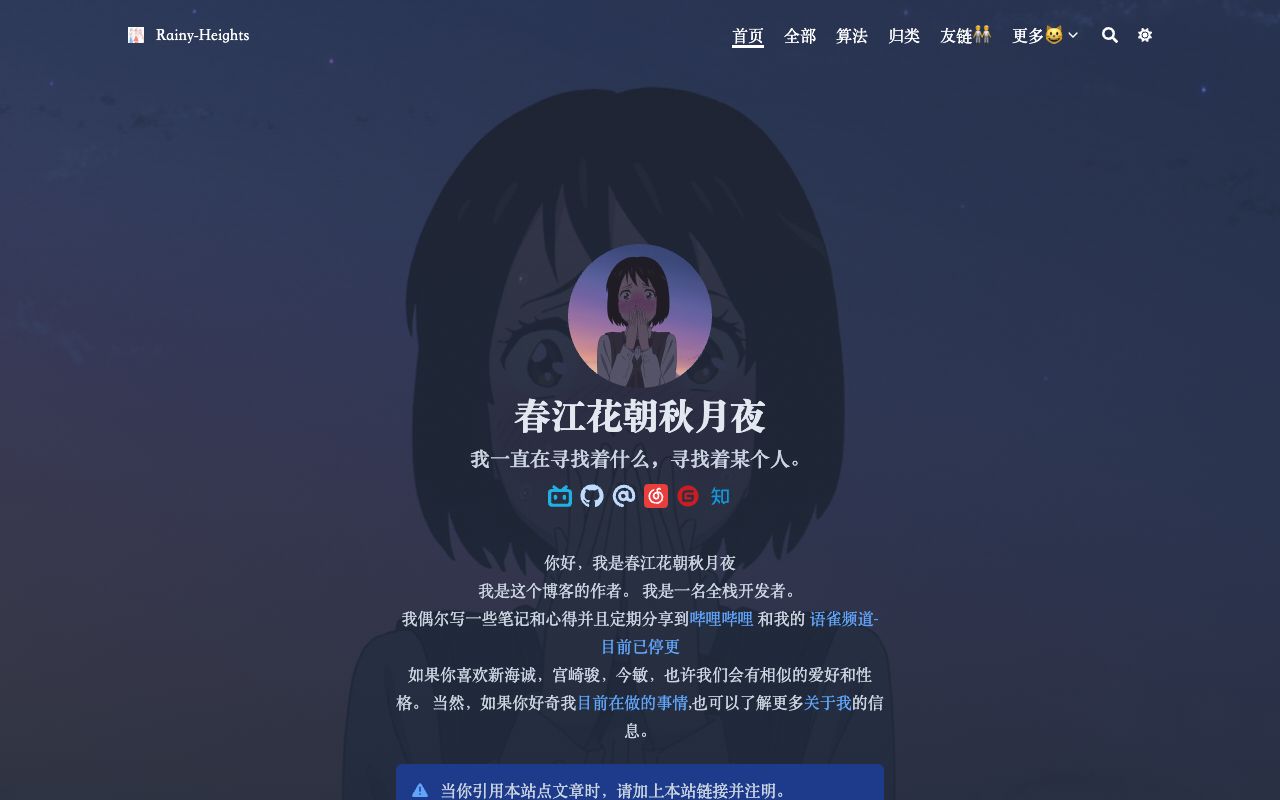 Rainy-Heights
首页 全部 算法 归类 友链👬 更多😺
春江花朝秋月夜
我一直在寻找着什么，寻找着某个人。
知
你好，我是春江花朝秋月夜
我是这个博客的作者。 我是一名全栈开发者。
我偶尔写一些笔记和心得并且定期分享到哔哩哔哩 和我的 语雀频道-
目前已停更
如果你喜欢新海诚，宫崎骏，今敏，也许我们会有相似的爱好和性
格。 当然，如果你好奇我目前在做的事情,也可以了解更多关于我的信
息。
当你引用本站点文章时，请加上本站链接并注明。